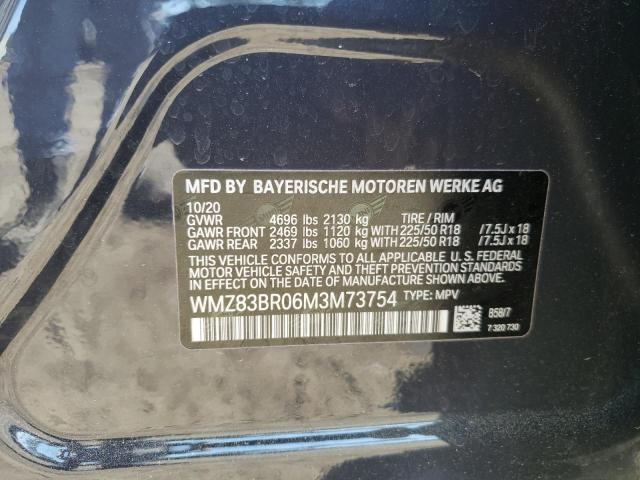 MFD BY BAYERISCHE MOTOREN WERKE AG
10/20
GVWR 4696 lbs 2130 kg TIRE / RIM
GAWR FRONT 2469 lbs 1120 kg WITH 225/50 R18 /7.5J x 18
GAWR REAR 2337 lbs 1060 kg WITH 225/50 R18 /7.5J x 18
THIS VEHICLE CONFORMS TO ALL APPLICABLE U. S. FEDERAL
MOTOR VEHICLE SAFETY AND THEFT PREVENTION STANDARDS
IN EFFECT ON THE DATE OF MANUFACTURE SHOWN ABOVE.
WMZ83BR06M3M73754 TYPE: MPV
B58/7
7 320 730